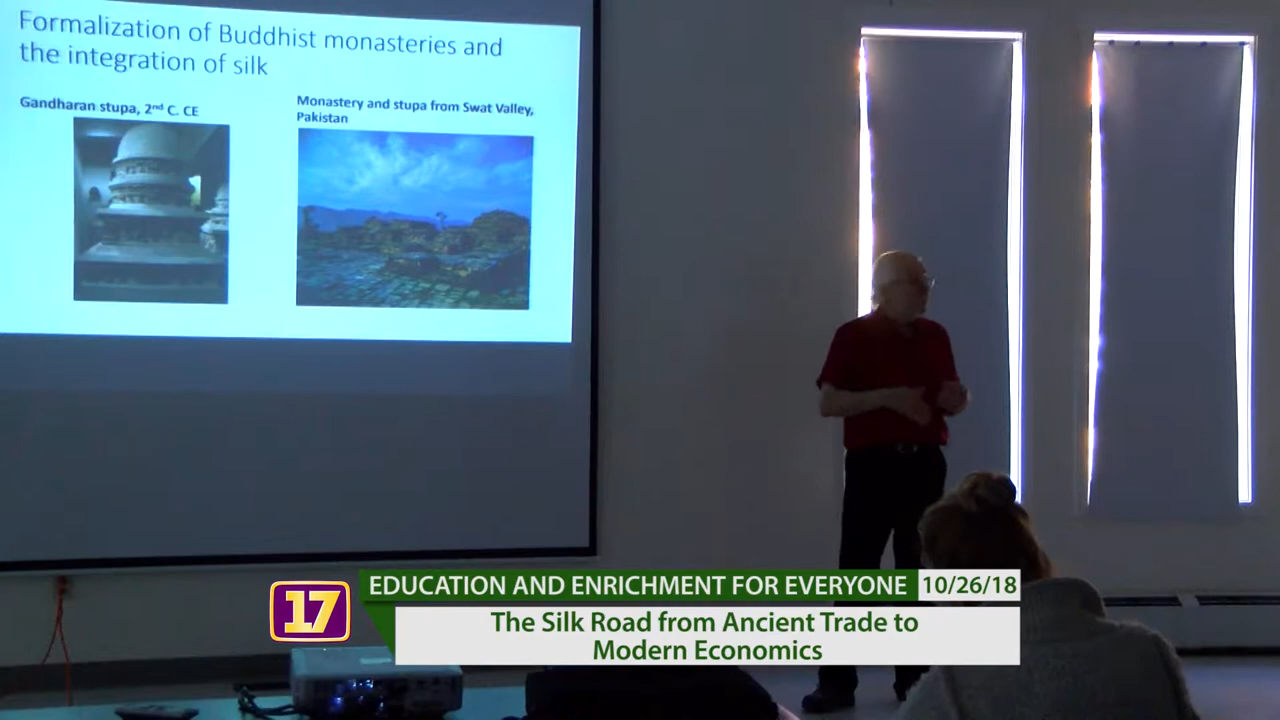 Formalization of Buddhist monasteries and
the integration of silk
Gandharan stupa, 2nd C. CE
Monastery and stupa from Swat Valley,
Pakistan
17
EDUCATION AND ENRICHMENT FOR EVERYONE
10/26/18
The Silk Road from Ancient Trade to
Modern Economics